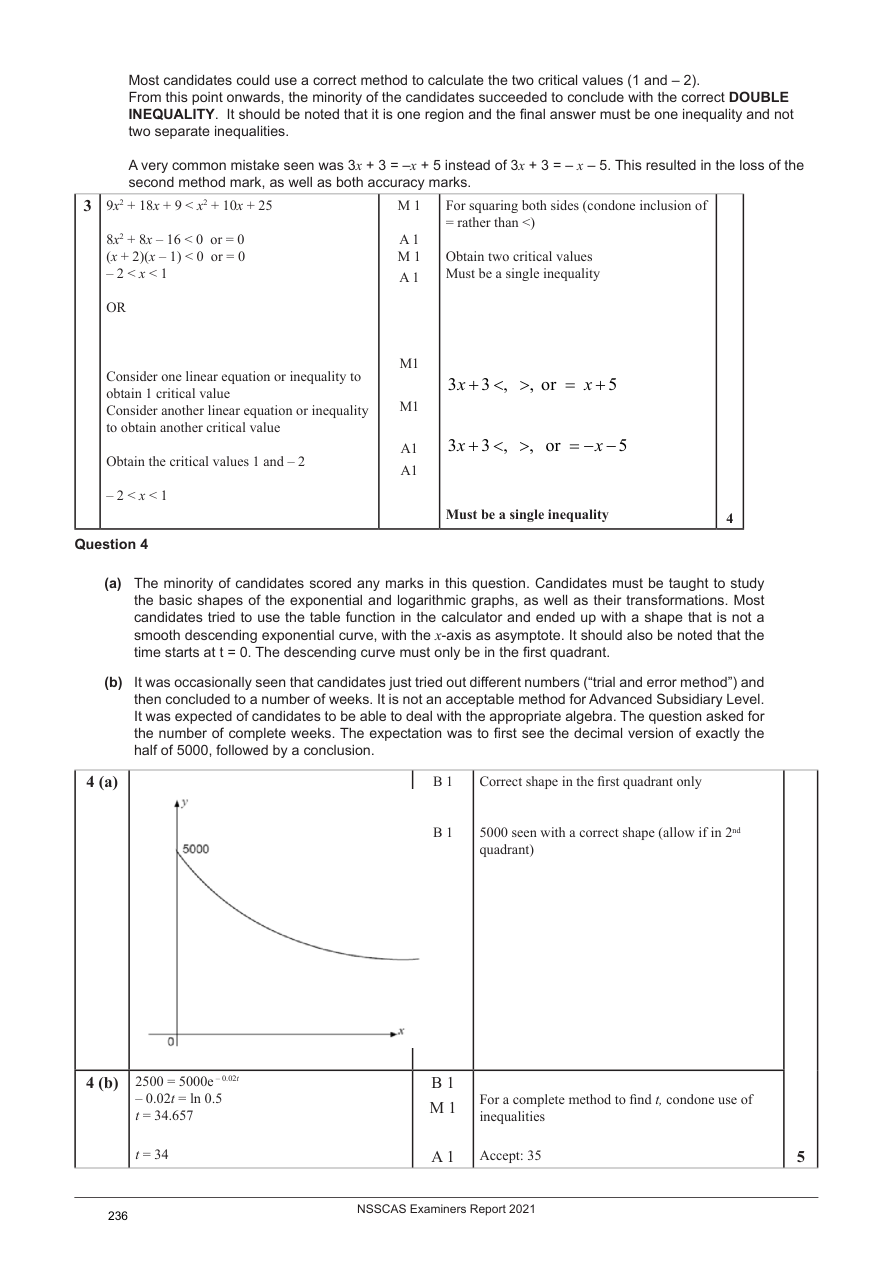 Most candidates could use a correct method to calculate the two critical values (1 and – 2).
From this point onwards, the minority of the candidates succeeded to conclude with the correct DOUBLE
INEQUALITY. It should be noted that it is one region and the final answer must be one inequality and not
two separate inequalities.
A very common mistake seen was 3x + 3 = –x + 5 instead of 3x + 3 = – x – 5. This resulted in the loss of the
second method mark, as well as both accuracy marks.
3
9x² + 18x + 9 < x² + 10x + 25
M 1
For squaring both sides (condone inclusion of
= rather than <)
8x² + 8x – 16 < 0 or = 0
A 1
(x + 2)(x – 1) < 0 or = 0
M 1
Obtain two critical values
– 2 < x < 1
A 1
Must be a single inequality
OR
M1
Consider one linear equation or inequality to
obtain 1 critical value
3x + 3 <, >, or = x + 5
Consider another linear equation or inequality
to obtain another critical value
M1
3x + 3 <, >, or = –x – 5
A1
Obtain the critical values 1 and – 2
A1
– 2 < x < 1
Must be a single inequality
4
Question 4
(a) The minority of candidates scored any marks in this question. Candidates must be taught to study
the basic shapes of the exponential and logarithmic graphs, as well as their transformations. Most
candidates tried to use the table function in the calculator and ended up with a shape that is not a
smooth descending exponential curve, with the x-axis as asymptote. It should also be noted that the
time starts at t = 0. The descending curve must only be in the first quadrant.
(b) It was occasionally seen that candidates just tried out different numbers (“trial and error method”) and
then concluded to a number of weeks. It is not an acceptable method for Advanced Subsidiary Level.
It was expected of candidates to be able to deal with the appropriate algebra. The question asked for
the number of complete weeks. The expectation was to first see the decimal version of exactly the
half of 5000, followed by a conclusion.
4 (a)
y
5000
0
x
B 1
Correct shape in the first quadrant only
B 1
5000 seen with a correct shape (allow if in 2nd
quadrant)
4 (b)
2500 = 5000e – 0.02t
B 1
– 0.02t = ln 0.5
M 1
For a complete method to find t, condone use of
inequalities
t = 34.657
t = 34
A 1
Accept: 35
5
236
NSSCAS Examiners Report 2021